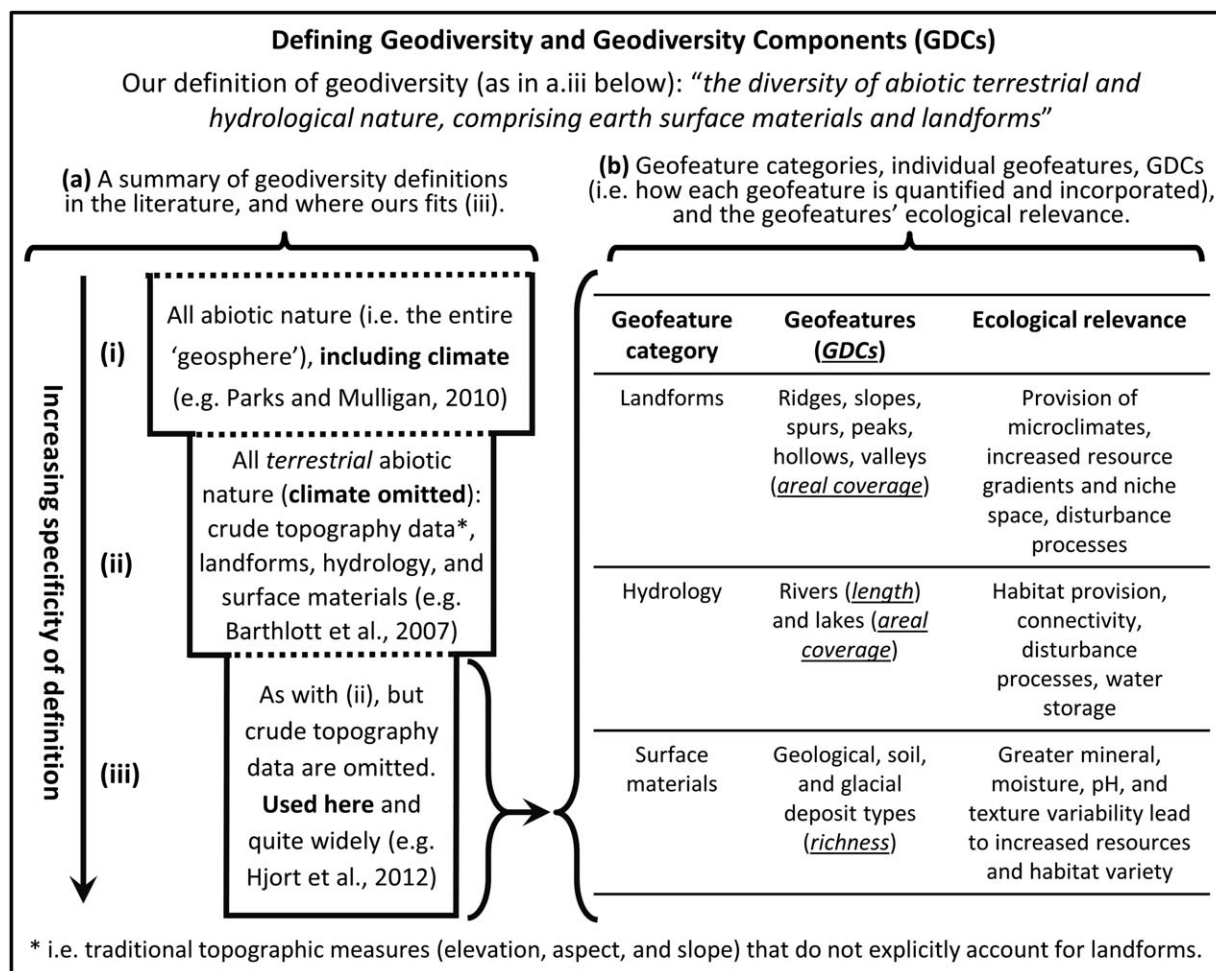 Defining Geodiversity and Geodiversity Components (GDCs)
Our definition of geodiversity (as in a.iii below): “the diversity of abiotic terrestrial and
hydrological nature, comprising earth surface materials and landforms”
(a) A summary of geodiversity definitions
in the literature, and where ours fits (iii).
(b) Geofeature categories, individual geofeatures, GDCs
(i.e. how each geofeature is quantified and incorporated),
and the geofeatures’ ecological relevance.
Increasing specificity of definition
(i)
All abiotic nature (i.e. the entire
‘geosphere’), including climate
(e.g. Parks and Mulligan, 2010)
(ii)
All terrestrial abiotic
nature (climate omitted):
crude topography data*,
landforms, hydrology, and
surface materials (e.g.
Barthlott et al., 2007)
(iii)
As with (ii), but
crude topography
data are omitted.
Used here and
quite widely (e.g.
Hjort et al., 2012)
Geofeature
category
Geofeatures
(GDCs)
Ecological relevance
Landforms
Ridges, slopes,
spurs, peaks,
hollows, valleys
(areal coverage)
Provision of
microclimates,
increased resource
gradients and niche
space, disturbance
processes
Hydrology
Rivers (length)
and lakes (areal
coverage)
Habitat provision,
connectivity,
disturbance
processes, water
storage
Surface
materials
Geological, soil,
and glacial
deposit types
(richness)
Greater mineral,
moisture, pH, and
texture variability lead
to increased resources
and habitat variety
* i.e. traditional topographic measures (elevation, aspect, and slope) that do not explicitly account for landforms.